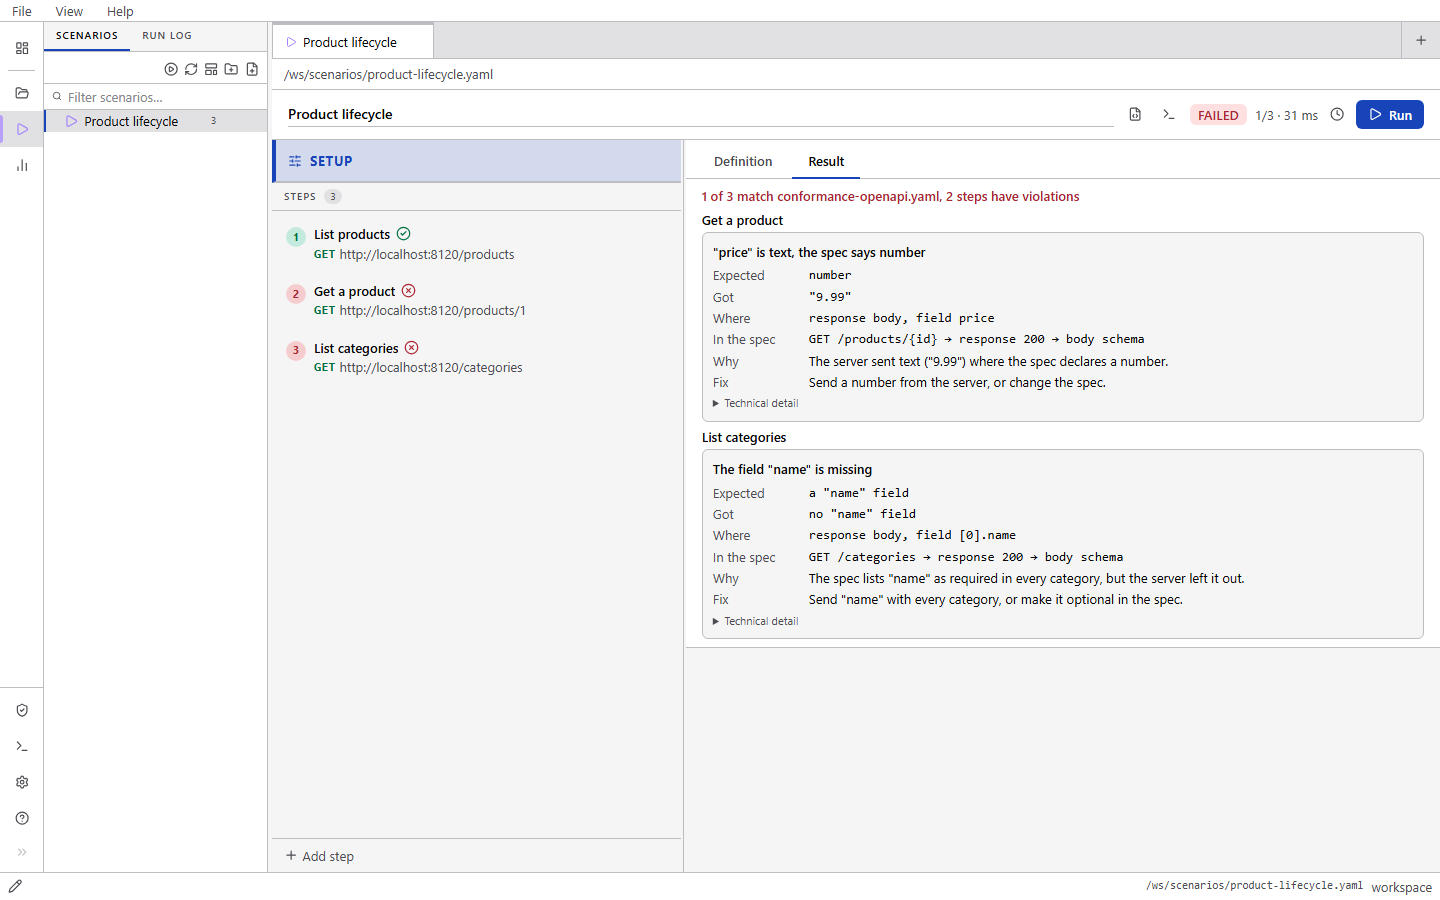 File View Help
SCENARIOS RUN LOG
Filter scenarios...
Product lifecycle 3
Product lifecycle
/ws/scenarios/product-lifecycle.yaml
Product lifecycle
FAILED 1/3 · 31 ms Run
SETUP
STEPS 3
1 List products
GET http://localhost:8120/products
2 Get a product
GET http://localhost:8120/products/1
3 List categories
GET http://localhost:8120/categories
Add step
Definition Result
1 of 3 match conformance-openapi.yaml, 2 steps have violations
Get a product
"price" is text, the spec says number
Expected number
Got "9.99"
Where response body, field price
In the spec GET /products/{id} → response 200 → body schema
Why The server sent text ("9.99") where the spec declares a number.
Fix Send a number from the server, or change the spec.
Technical detail
List categories
The field "name" is missing
Expected a "name" field
Got no "name" field
Where response body, field [0].name
In the spec GET /categories → response 200 → body schema
Why The spec lists "name" as required in every category, but the server left it out.
Fix Send "name" with every category, or make it optional in the spec.
Technical detail
/ws/scenarios/product-lifecycle.yaml workspace